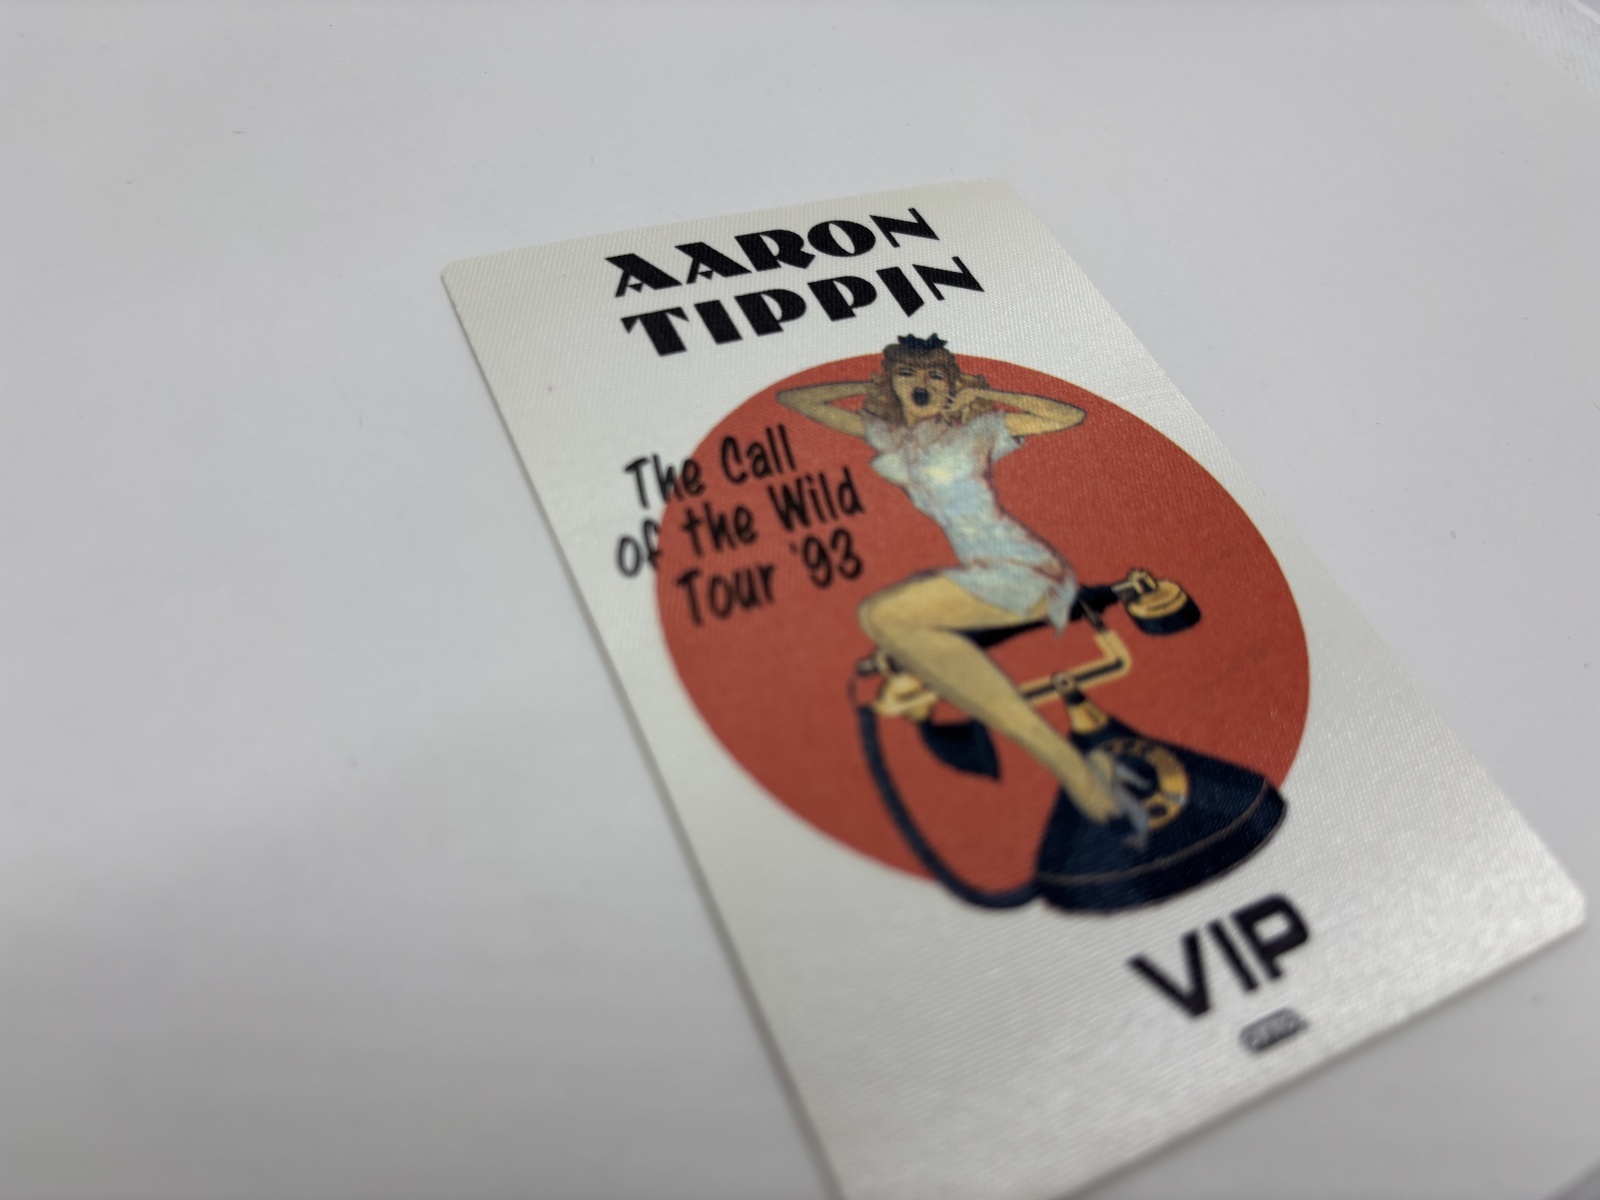 AARON
TIPPIN
The Call
of the Wild
Tour '93
VIP